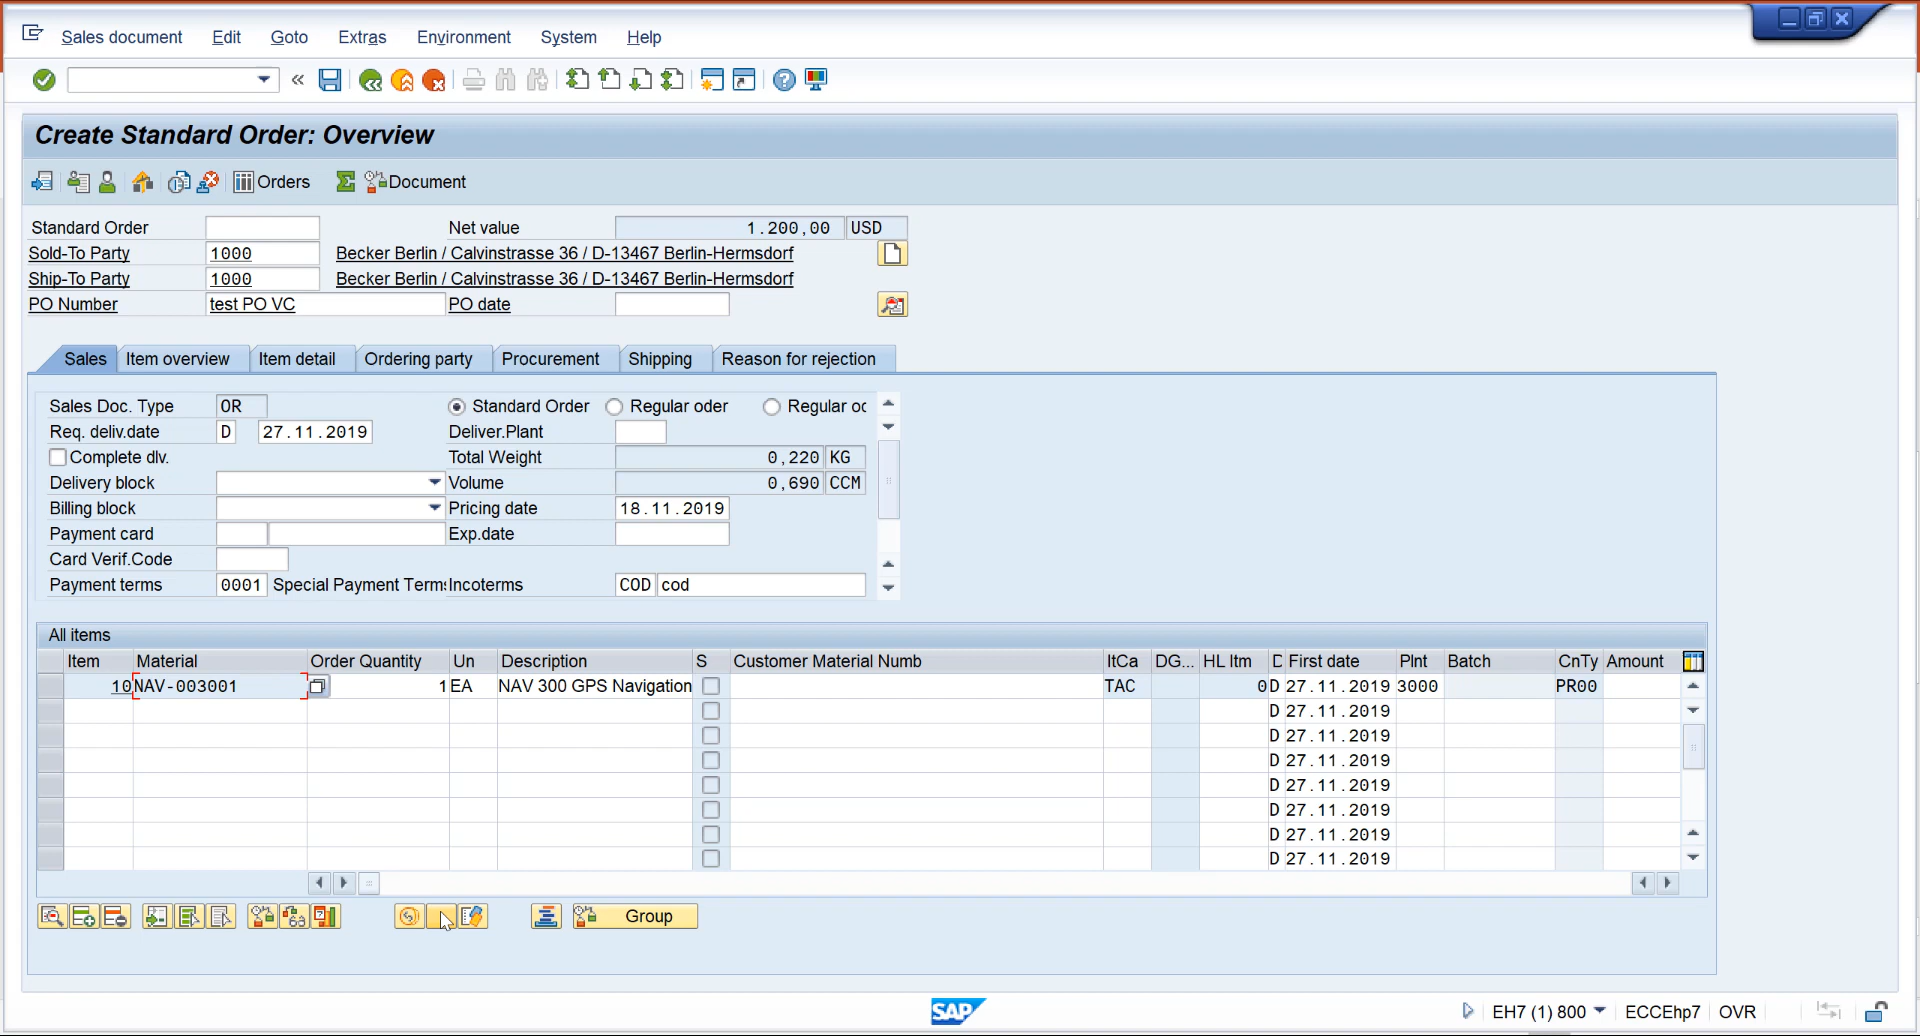 Sales document Edit Goto Extras Environment System Help
Create Standard Order: Overview
Orders Document
Standard Order Net value 1.200,00 USD
Sold-To Party 1000 Becker Berlin / Calvinstrasse 36 / D-13467 Berlin-Hermsdorf
Ship-To Party 1000 Becker Berlin / Calvinstrasse 36 / D-13467 Berlin-Hermsdorf
PO Number test PO VC PO date
Sales Item overview Item detail Ordering party Procurement Shipping Reason for rejection
Sales Doc. Type OR Standard Order Regular oder Regular oc
Req. deliv.date D 27.11.2019 Deliver.Plant
Complete dlv. Total Weight 0,220 KG
Delivery block Volume 0,690 CCM
Billing block Pricing date 18.11.2019
Payment card Exp.date
Card Verif.Code
Payment terms 0001 Special Payment Term: Incoterms COD cod
All items
Item Material Order Quantity Un Description S Customer Material Numb ItCa DG... HL Itm D First date Plnt Batch CnTy Amount
10 NAV-003001 1 EA NAV 300 GPS Navigation TAC 0 D 27.11.2019 3000 PR00
D 27.11.2019
D 27.11.2019
D 27.11.2019
D 27.11.2019
D 27.11.2019
D 27.11.2019
D 27.11.2019
Group
SAP EH7 (1) 800 ECCEhp7 OVR